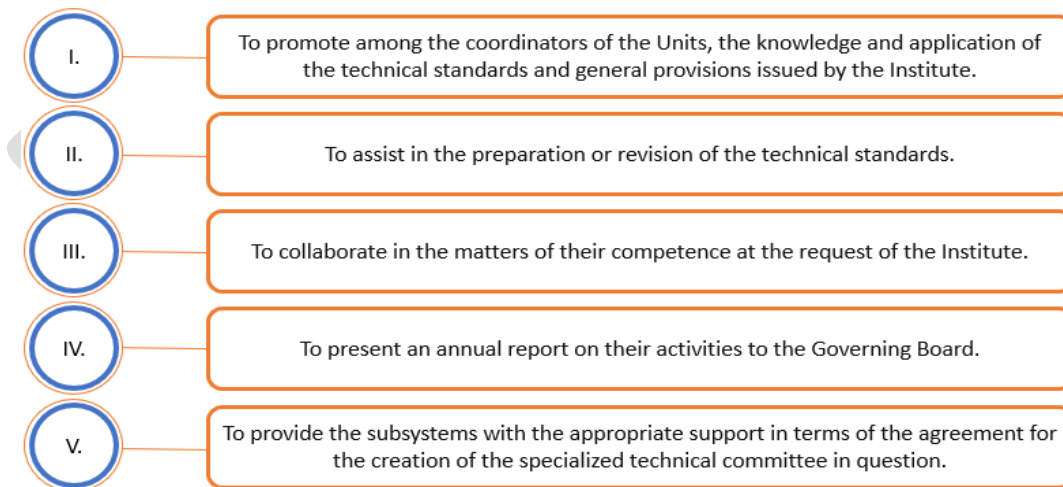 I.
To promote among the coordinators of the Units, the knowledge and application of
the technical standards and general provisions issued by the Institute.
II.
To assist in the preparation or revision of the technical standards.
III.
To collaborate in the matters of their competence at the request of the Institute.
IV.
To present an annual report on their activities to the Governing Board.
V.
To provide the subsystems with the appropriate support in terms of the agreement for
the creation of the specialized technical committee in question.